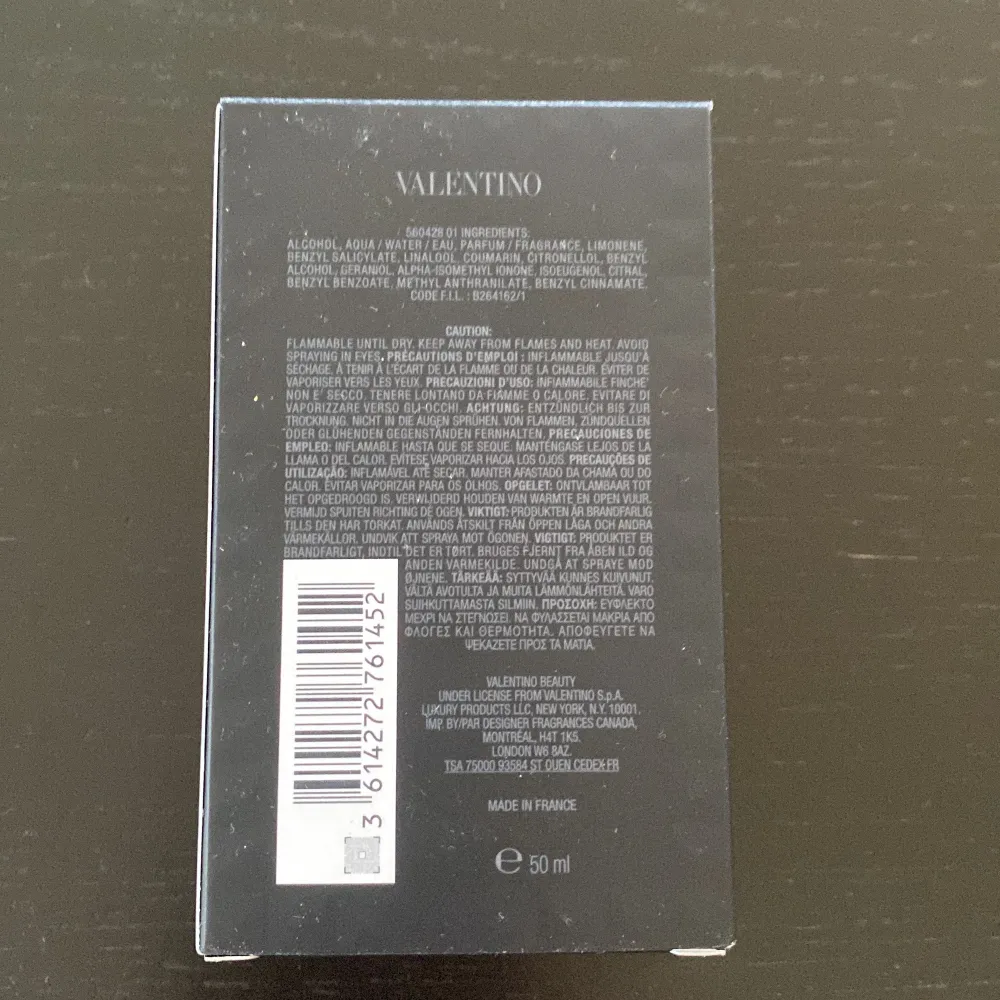 VALENTINO
560428 01 INGREDIENTS:
ALCOHOL, AQUA / WATER / EAU, PARFUM / FRAGRANCE, LIMONENE,
BENZYL SALICYLATE, LINALOOL, COUMARIN, CITRONELLOL, BENZYL
ALCOHOL, GERANIOL, ALPHA-ISOMETHYL IONONE, ISOEUGENOL, CITRAL,
BENZYL BENZOATE, METHYL ANTHRANILATE, BENZYL CINNAMATE.
CODE F.I.L. : B264162/1
CAUTION:
FLAMMABLE UNTIL DRY. KEEP AWAY FROM FLAMES AND HEAT. AVOID
SPRAYING IN EYES. PRÉCAUTIONS D'EMPLOI : INFLAMMABLE JUSQU'À
SÉCHAGE. À TENIR À L'ÉCART DE LA FLAMME OU DE LA CHALEUR. ÉVITER DE
VAPORISER VERS LES YEUX. PRECAUZIONI D'USO: INFIAMMABILE FINCHE'
NON E' SECCO. TENERE LONTANO DA FIAMME O CALORE. EVITARE DI
VAPORIZZARE VERSO GLI OCCHI. ACHTUNG: ENTZÜNDLICH BIS ZUR
TROCKNUNG. NICHT IN DIE AUGEN SPRÜHEN. VON FLAMMEN, ZÜNDQUELLEN
ODER GLÜHENDEN GEGENSTÄNDEN FERNHALTEN. PRECAUCIONES DE
EMPLEO: INFLAMABLE HASTA QUE SE SEQUE. MANTENGASE LEJOS DE LA
LLAMA O DEL CALOR. EVÍTESE VAPORIZAR HACIA LOS OJOS. PRECAUÇÕES DE
UTILIZAÇÃO: INFLAMÁVEL ATÉ SECAR. MANTER AFASTADO DA CHAMA OU DO
CALOR. EVITAR VAPORIZAR PARA OS OLHOS. OPGELET: ONTVLAMBAAR TOT
HET OPGEDROOGD IS. VERWIJDERD HOUDEN VAN WARMTE EN OPEN VUUR.
VERMIJD SPUITEN RICHTING DE OGEN. VIKTIGT: PRODUKTEN ÄR BRANDFARLIG
TILLS DEN HAR TORKAT. ANVÄNDS ÅTSKILT FRÅN ÖPPEN LÅGA OCH ANDRA
VÄRMEKÄLLOR. UNDVIK ATT SPRAYA MOT ÖGONEN. VIGTIGT: PRODUKTET ER
BRANDFARLIGT, INDTIL DET ER TØRT. BRUGES FJERNT FRA ÅBEN ILD OG
ANDEN VARMEKILDE. UNDGÅ AT SPRAYE MOD
ØJNENE. TÄRKEÄÄ: SYTTYVÄÄ KUNNES KUIVUNUT.
VÄLTÄ AVOTULTA JA MUITA LÄMMÖNLÄHTEITÄ. VARO
SUIHKUTTAMASTA SILMIIN. ΠΡΟΣΟΧΗ: ΕΥΦΛΕΚΤΟ
ΜΕΧΡΙ ΝΑ ΣΤΕΓΝΩΣΕΙ. ΝΑ ΦΥΛΑΣΣΕΤΑΙ ΜΑΚΡΙΑ ΑΠΟ
ΦΛΟΓΕΣ ΚΑΙ ΘΕΡΜΟΤΗΤΑ. ΑΠΟΦΕΥΓΕΤΕ ΝΑ
ΨΕΚΑΖΕΤΕ ΠΡΟΣ ΤΑ ΜΑΤΙΑ.
3 614272 761452
VALENTINO BEAUTY
UNDER LICENSE FROM VALENTINO S.p.A.
LUXURY PRODUCTS LLC, NEW YORK, N.Y. 10001.
IMP. BY/PAR DESIGNER FRAGRANCES CANADA,
MONTRÉAL, H4T 1K5.
LONDON W6 8AZ.
TSA 75000 93584 ST OUEN CEDEX-FR
MADE IN FRANCE
℮ 50 ml